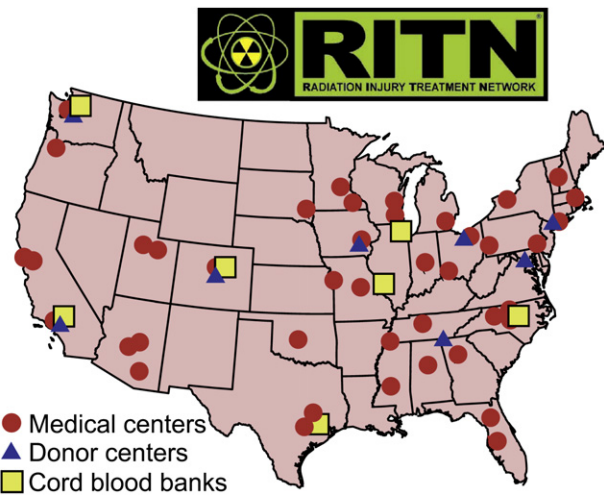 RITN®
RADIATION INJURY TREATMENT NETWORK
Medical centers
Donor centers
Cord blood banks